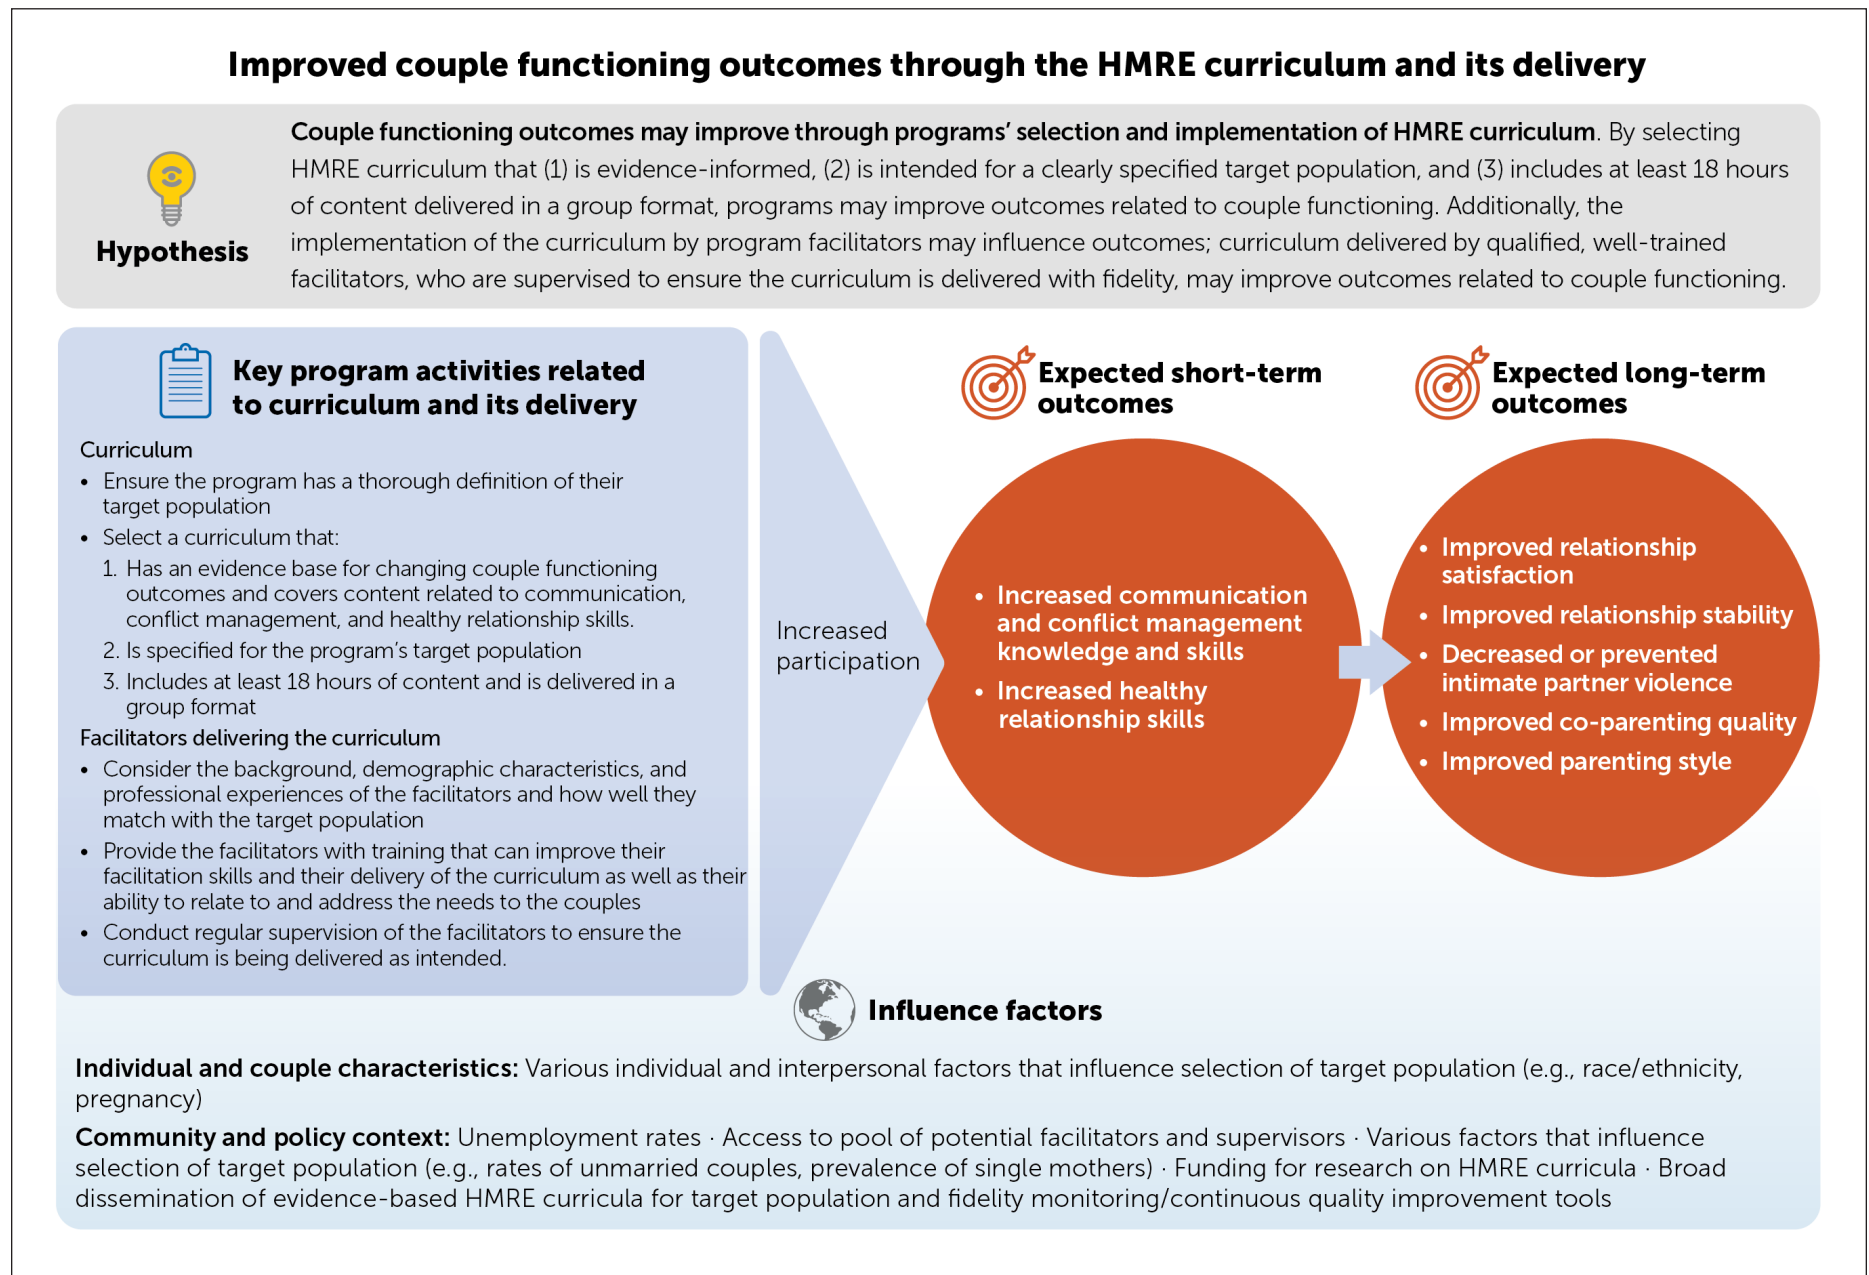 Improved couple functioning outcomes through the HMRE curriculum and its delivery
Hypothesis
Couple functioning outcomes may improve through programs’ selection and implementation of HMRE curriculum. By selecting
HMRE curriculum that (1) is evidence-informed, (2) is intended for a clearly specified target population, and (3) includes at least 18 hours
of content delivered in a group format, programs may improve outcomes related to couple functioning. Additionally, the
implementation of the curriculum by program facilitators may influence outcomes; curriculum delivered by qualified, well-trained
facilitators, who are supervised to ensure the curriculum is delivered with fidelity, may improve outcomes related to couple functioning.
Key program activities related
to curriculum and its delivery
Curriculum
• Ensure the program has a thorough definition of their
target population
• Select a curriculum that:
1. Has an evidence base for changing couple functioning
outcomes and covers content related to communication,
conflict management, and healthy relationship skills.
2. Is specified for the program’s target population
3. Includes at least 18 hours of content and is delivered in a
group format
Facilitators delivering the curriculum
• Consider the background, demographic characteristics, and
professional experiences of the facilitators and how well they
match with the target population
• Provide the facilitators with training that can improve their
facilitation skills and their delivery of the curriculum as well as their
ability to relate to and address the needs to the couples
• Conduct regular supervision of the facilitators to ensure the
curriculum is being delivered as intended.
Increased
participation
Expected short-term
outcomes
• Increased communication
and conflict management
knowledge and skills
• Increased healthy
relationship skills
Expected long-term
outcomes
• Improved relationship
satisfaction
• Improved relationship stability
• Decreased or prevented
intimate partner violence
• Improved co-parenting quality
• Improved parenting style
Influence factors
Individual and couple characteristics: Various individual and interpersonal factors that influence selection of target population (e.g., race/ethnicity,
pregnancy)
Community and policy context: Unemployment rates · Access to pool of potential facilitators and supervisors · Various factors that influence
selection of target population (e.g., rates of unmarried couples, prevalence of single mothers) · Funding for research on HMRE curricula · Broad
dissemination of evidence-based HMRE curricula for target population and fidelity monitoring/continuous quality improvement tools